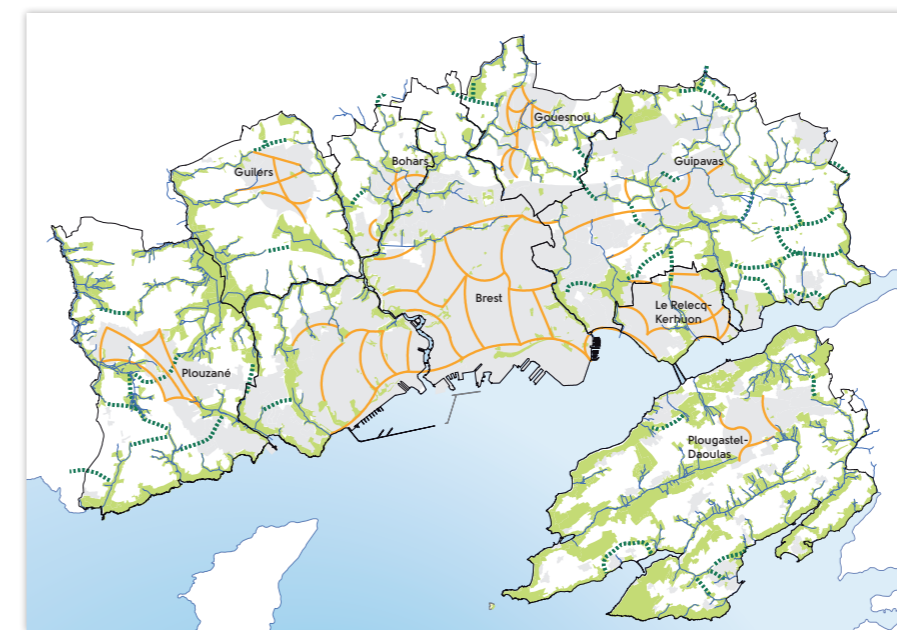 Gouesnou
Bohars
Guipavas
Guilers
Brest
Le Relecq-
Kerhuon
Plouzané
Plougastel-
Daoulas